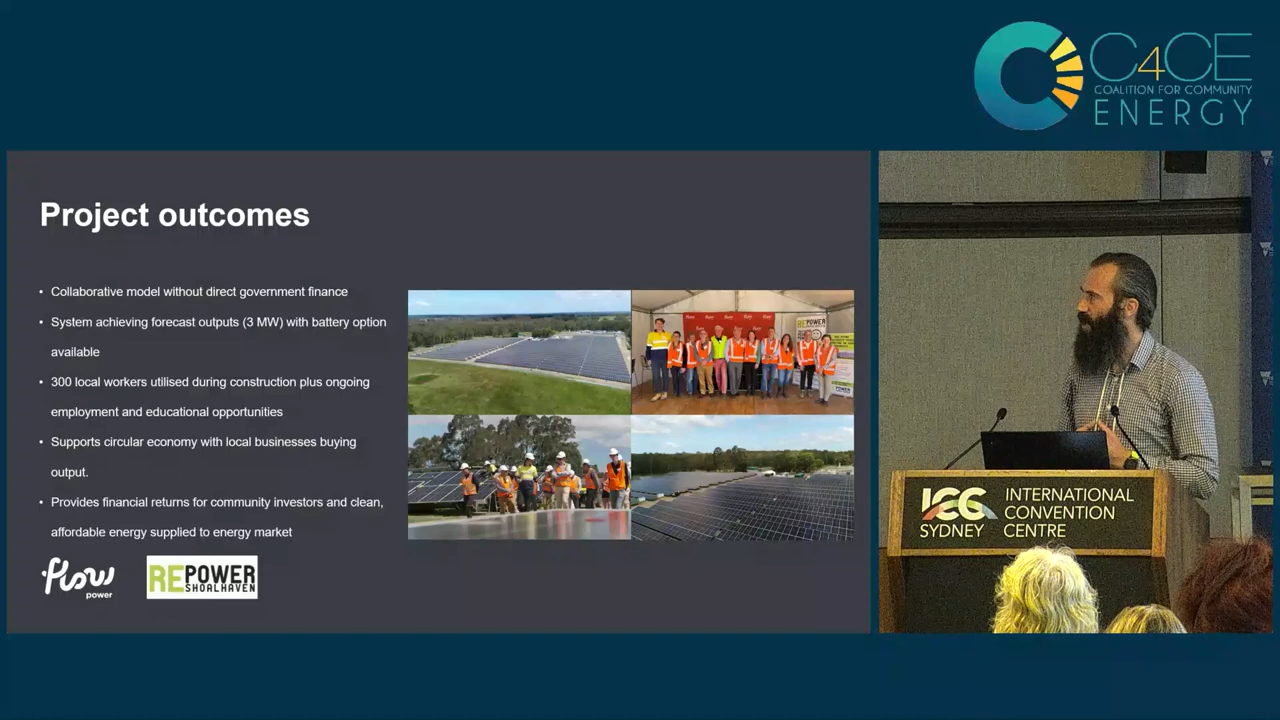 C4CE
COALITION FOR COMMUNITY
ENERGY
Project outcomes
• Collaborative model without direct government finance
• System achieving forecast outputs (3 MW) with battery option
available
• 300 local workers utilised during construction plus ongoing
employment and educational opportunities
• Supports circular economy with local businesses buying
output.
• Provides financial returns for community investors and clean,
affordable energy supplied to energy market
flow
power
REPOWER
SHOALHAVEN
REPOWER
ICC
SYDNEY
INTERNATIONAL
CONVENTION
CENTRE